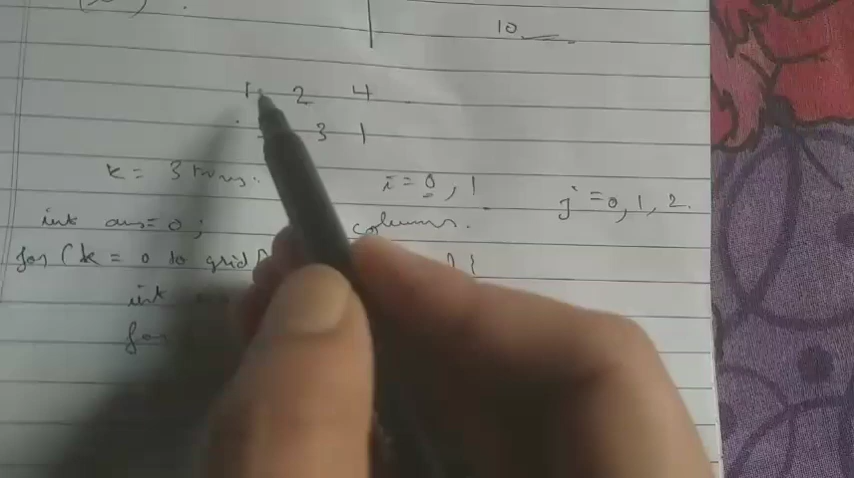 10
1 2 4
3 1
k = 3 turns.
i = 0, 1
j = 0, 1, 2.
int ans = 0;
columns.
for (k = 0 to grid[ ) {
int
for